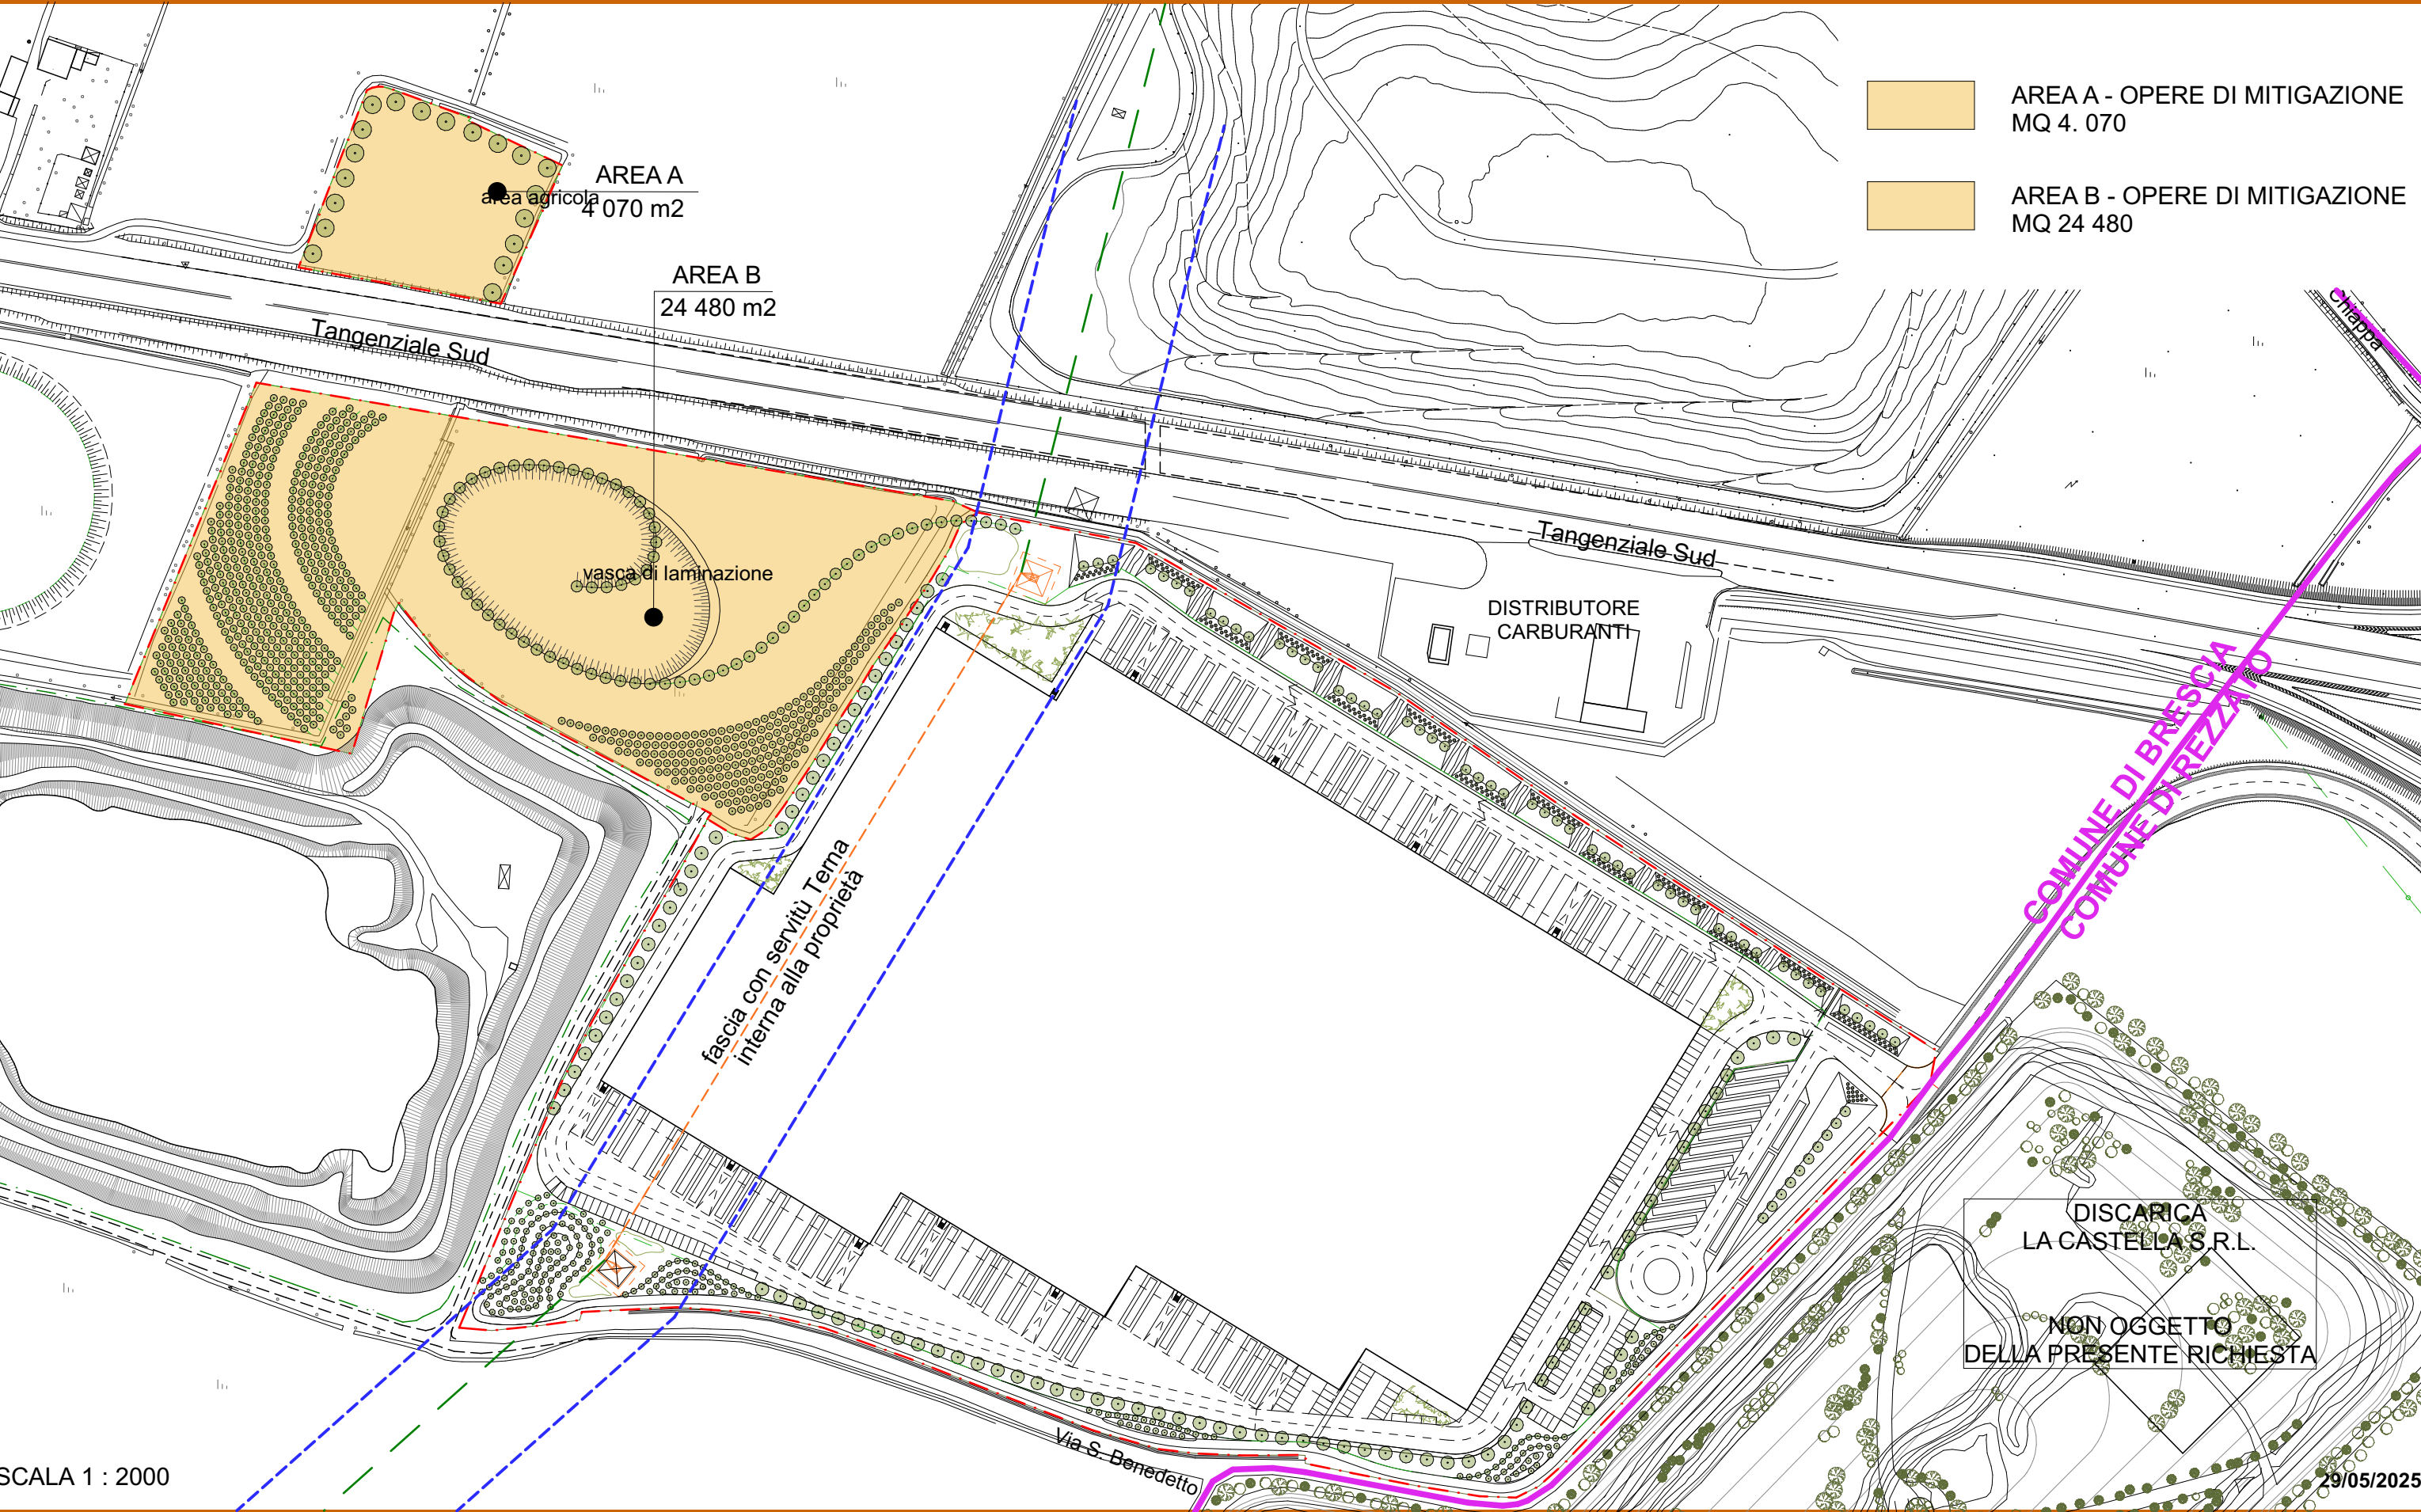 AREA A - OPERE DI MITIGAZIONE
MQ 4. 070
AREA B - OPERE DI MITIGAZIONE
MQ 24 480
AREA A
area agricola
4 070 m2
AREA B
24 480 m2
Chiappa
Tangenziale Sud
Tangenziale Sud
vasca di laminazione
DISTRIBUTORE
CARBURANTI
COMUNE DI BRESCIA
COMUNE DI REZZATO
fascia con servitù Terna
interna alla proprietà
DISCARICA
LA CASTELLA S.R.L.
NON OGGETTO
DELLA PRESENTE RICHIESTA
Via S. Benedetto
SCALA 1 : 2000
29/05/2025